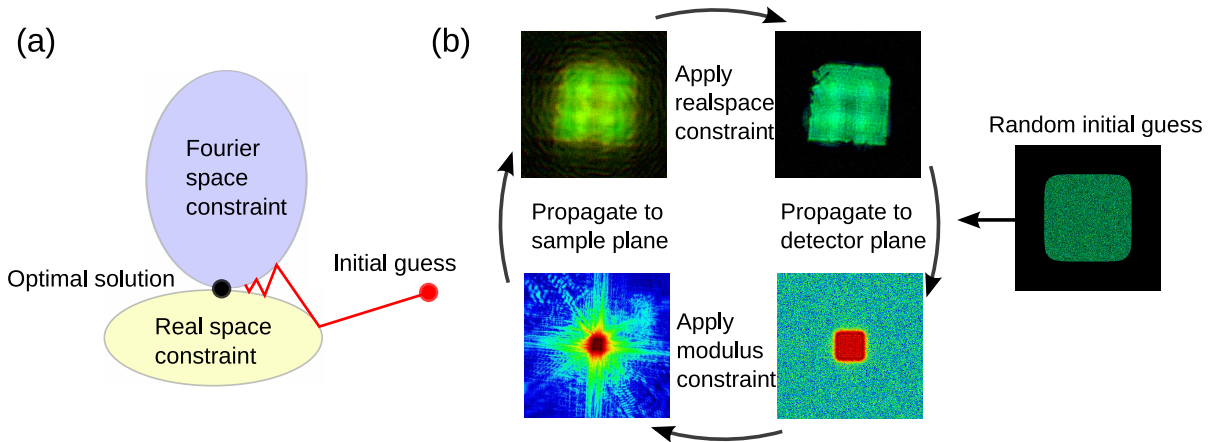 (a)
Fourier
space
constraint
Optimal solution
Initial guess
Real space
constraint
(b)
Apply
realspace
constraint
Random initial guess
Propagate to
sample plane
Propagate to
detector plane
Apply
modulus
constraint